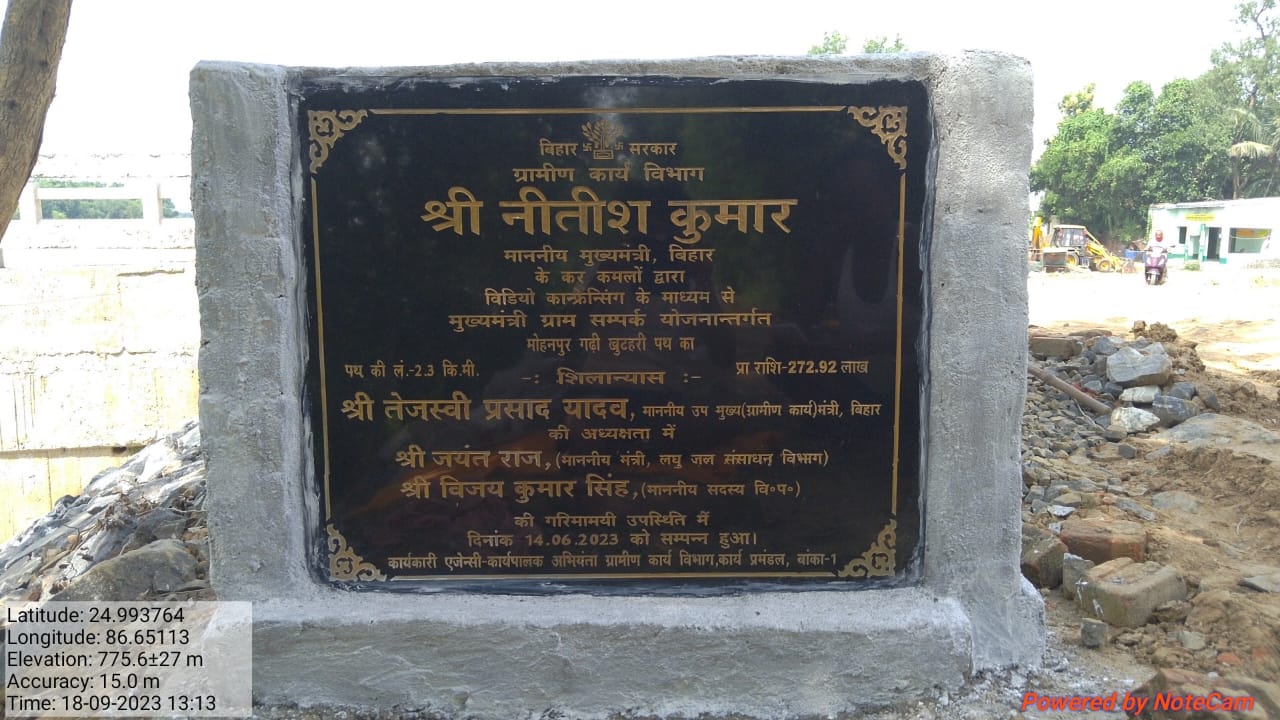 बिहार सरकार
ग्रामीण कार्य विभाग
श्री नीतीश कुमार
माननीय मुख्यमंत्री, बिहार
के कर कमलों द्वारा
विडियो कान्फ्रेन्सिंग के माध्यम से
मुख्यमंत्री ग्राम सम्पर्क योजनान्तर्गत
मोहनपुर गढ़ी खुटहरी पथ का
पथ की लं.-2.3 कि.मी. प्रा राशि-272.92 लाख
-: शिलान्यास :-
श्री तेजस्वी प्रसाद यादव, माननीय उप मुख्य(ग्रामीण कार्य)मंत्री, बिहार
की अध्यक्षता में
श्री जयंत राज,(माननीय मंत्री, लघु जल संसाधन विभाग)
श्री विजय कुमार सिंह,(माननीय सदस्य वि०प०)
की गरिमामयी उपस्थिति में
दिनांक 14.06.2023 को सम्पन्न हुआ।
कार्यकारी एजेन्सी-कार्यपालक अभियंता ग्रामीण कार्य विभाग,कार्य प्रमंडल, बांका-1
Latitude: 24.993764
Longitude: 86.65113
Elevation: 775.6±27 m
Accuracy: 15.0 m
Time: 18-09-2023 13:13
Powered by NoteCam